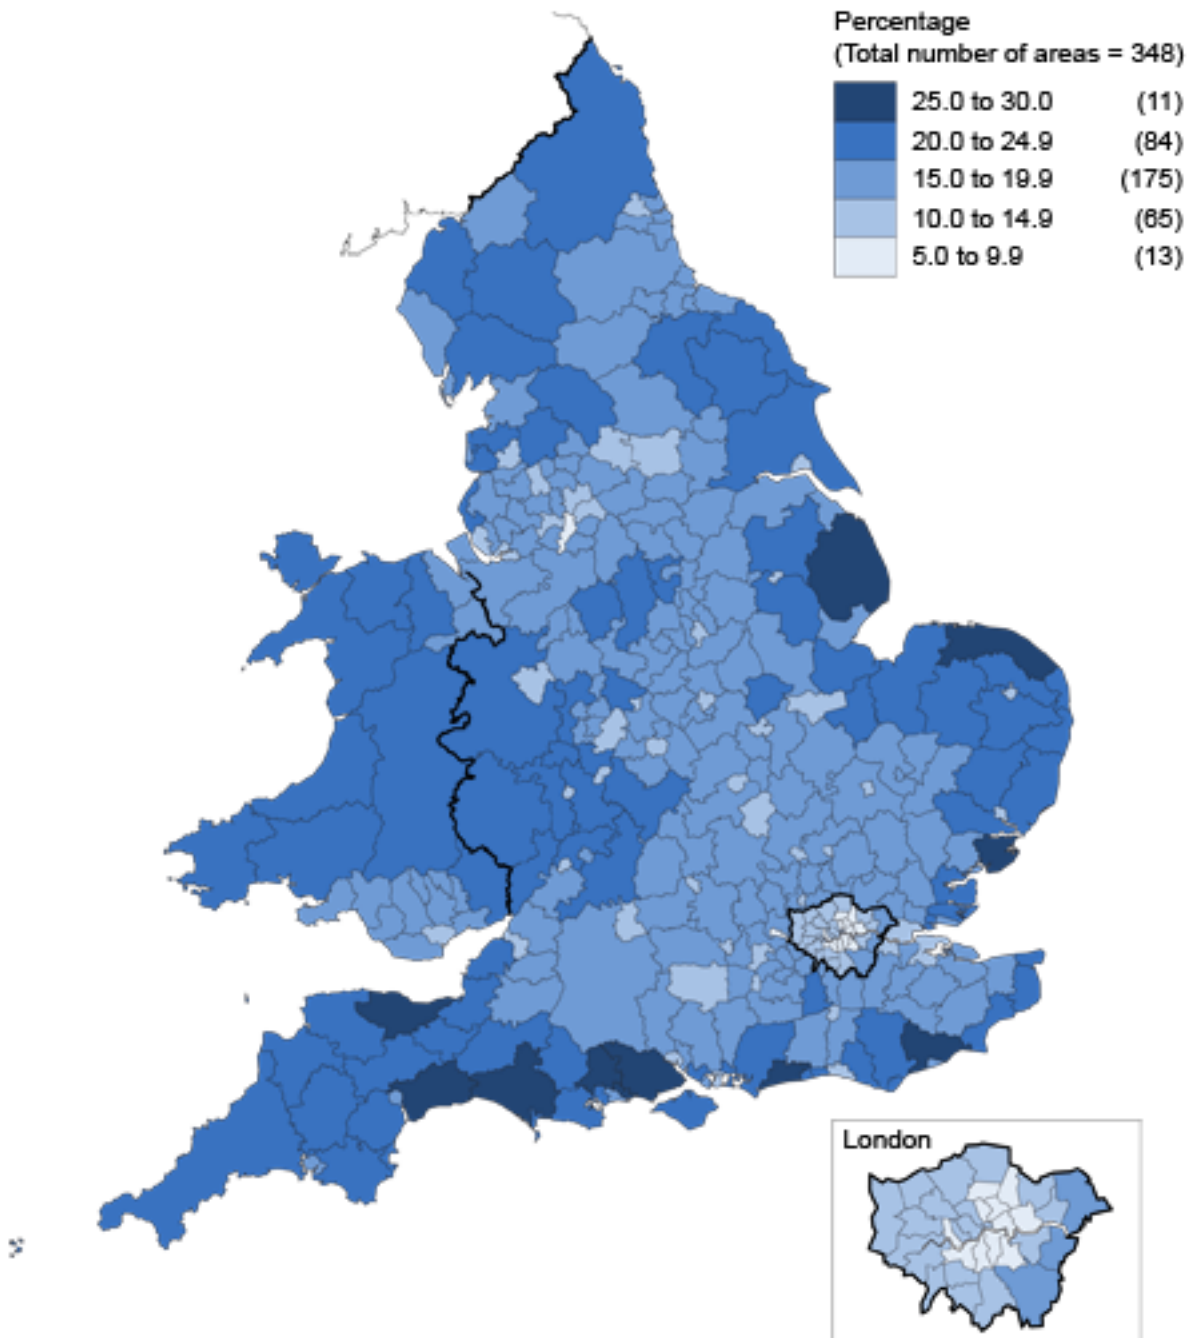 Percentage
(Total number of areas = 348)
25.0 to 30.0 (11)
20.0 to 24.9 (84)
15.0 to 19.9 (175)
10.0 to 14.9 (65)
5.0 to 9.9 (13)
London